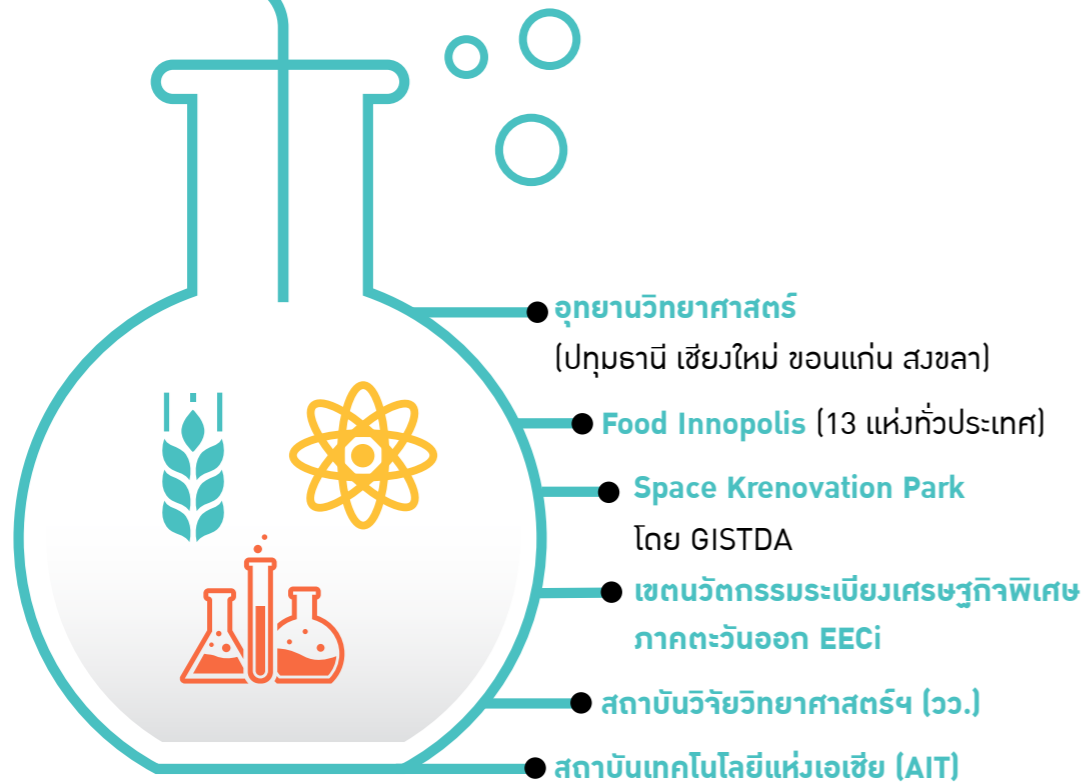 อุทยานวิทยาศาสตร์
(ปทุมธานี เชียงใหม่ ขอนแก่น สงขลา)
Food Innopolis (13 แห่งทั่วประเทศ)
Space Krenovation Park
โดย GISTDA
เขตนวัตกรรมระเบียงเศรษฐกิจพิเศษ
ภาคตะวันออก EECi
สถาบันวิจัยวิทยาศาสตร์ฯ (วว.)
สถาบันเทคโนโลยีแห่งเอเชีย (AIT)